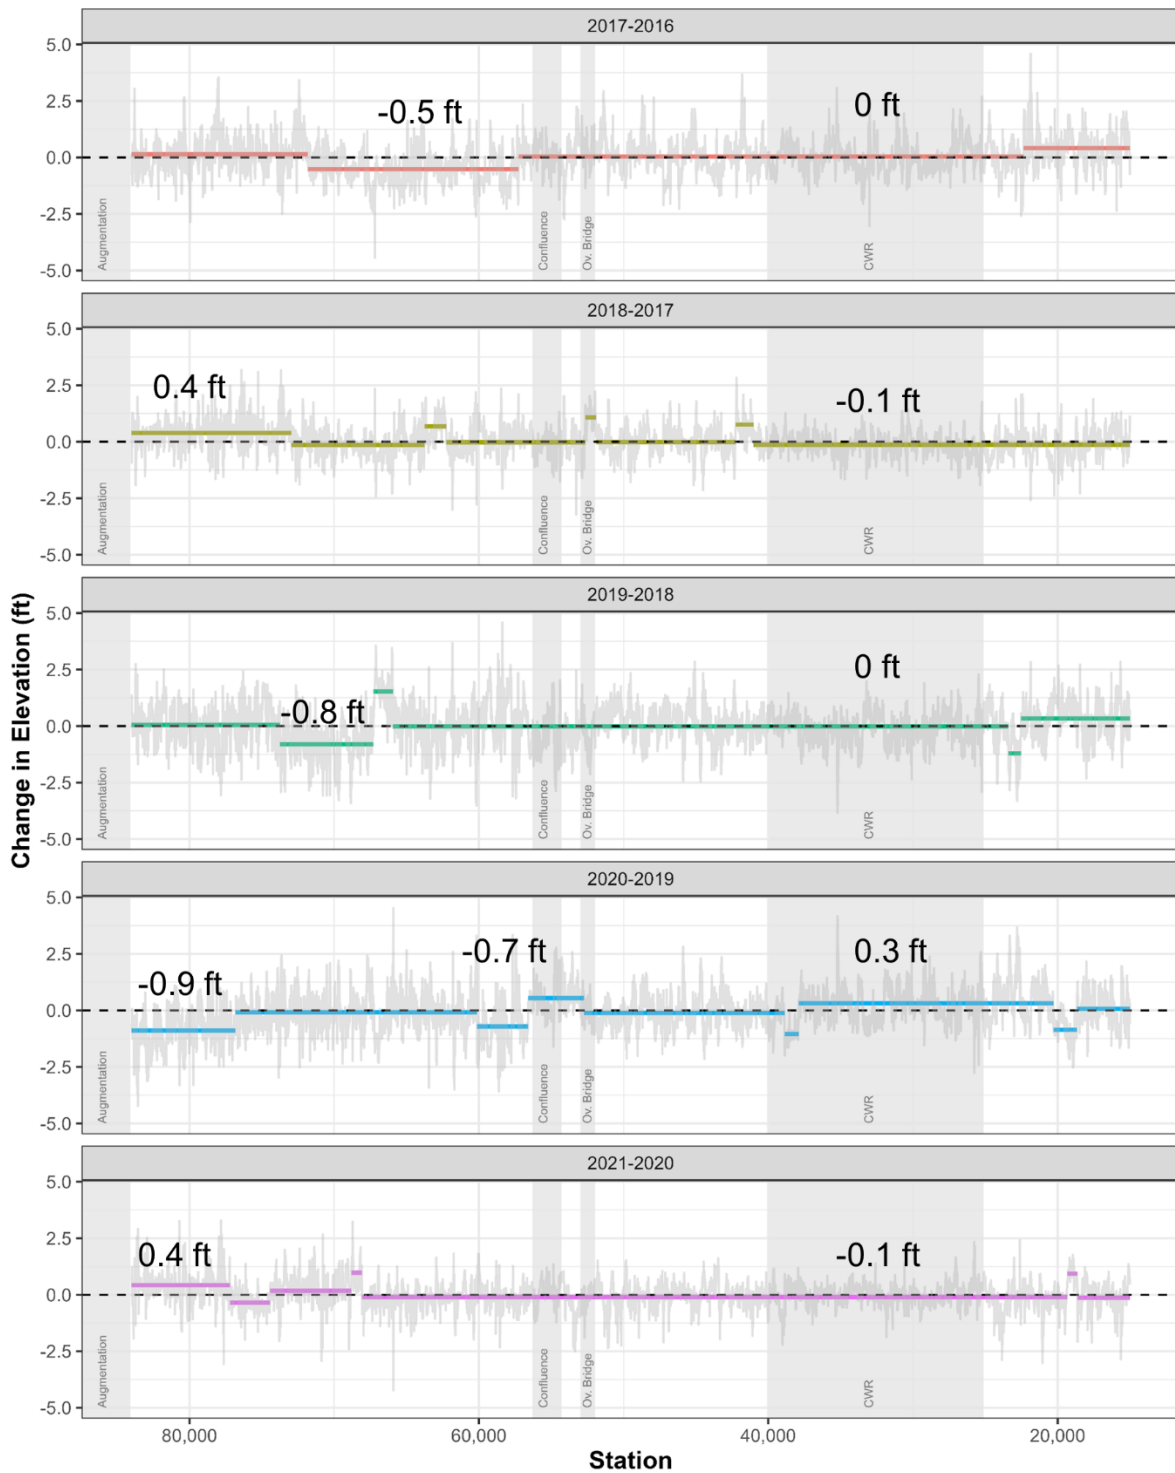 2017-2016
5.0
2.5
0.0
-2.5
-5.0
-0.5 ft
0 ft
Augmentation
Confluence
Ov. Bridge
CWR
2018-2017
5.0
2.5
0.0
-2.5
-5.0
0.4 ft
-0.1 ft
Augmentation
Confluence
Ov. Bridge
CWR
2019-2018
5.0
2.5
0.0
-2.5
-5.0
-0.8 ft
0 ft
Augmentation
Confluence
Ov. Bridge
CWR
2020-2019
5.0
2.5
0.0
-2.5
-5.0
-0.9 ft
-0.7 ft
0.3 ft
Augmentation
Confluence
Ov. Bridge
CWR
2021-2020
5.0
2.5
0.0
-2.5
-5.0
0.4 ft
-0.1 ft
Augmentation
Confluence
Ov. Bridge
CWR
80,000
60,000
40,000
20,000
Station
Change in Elevation (ft)